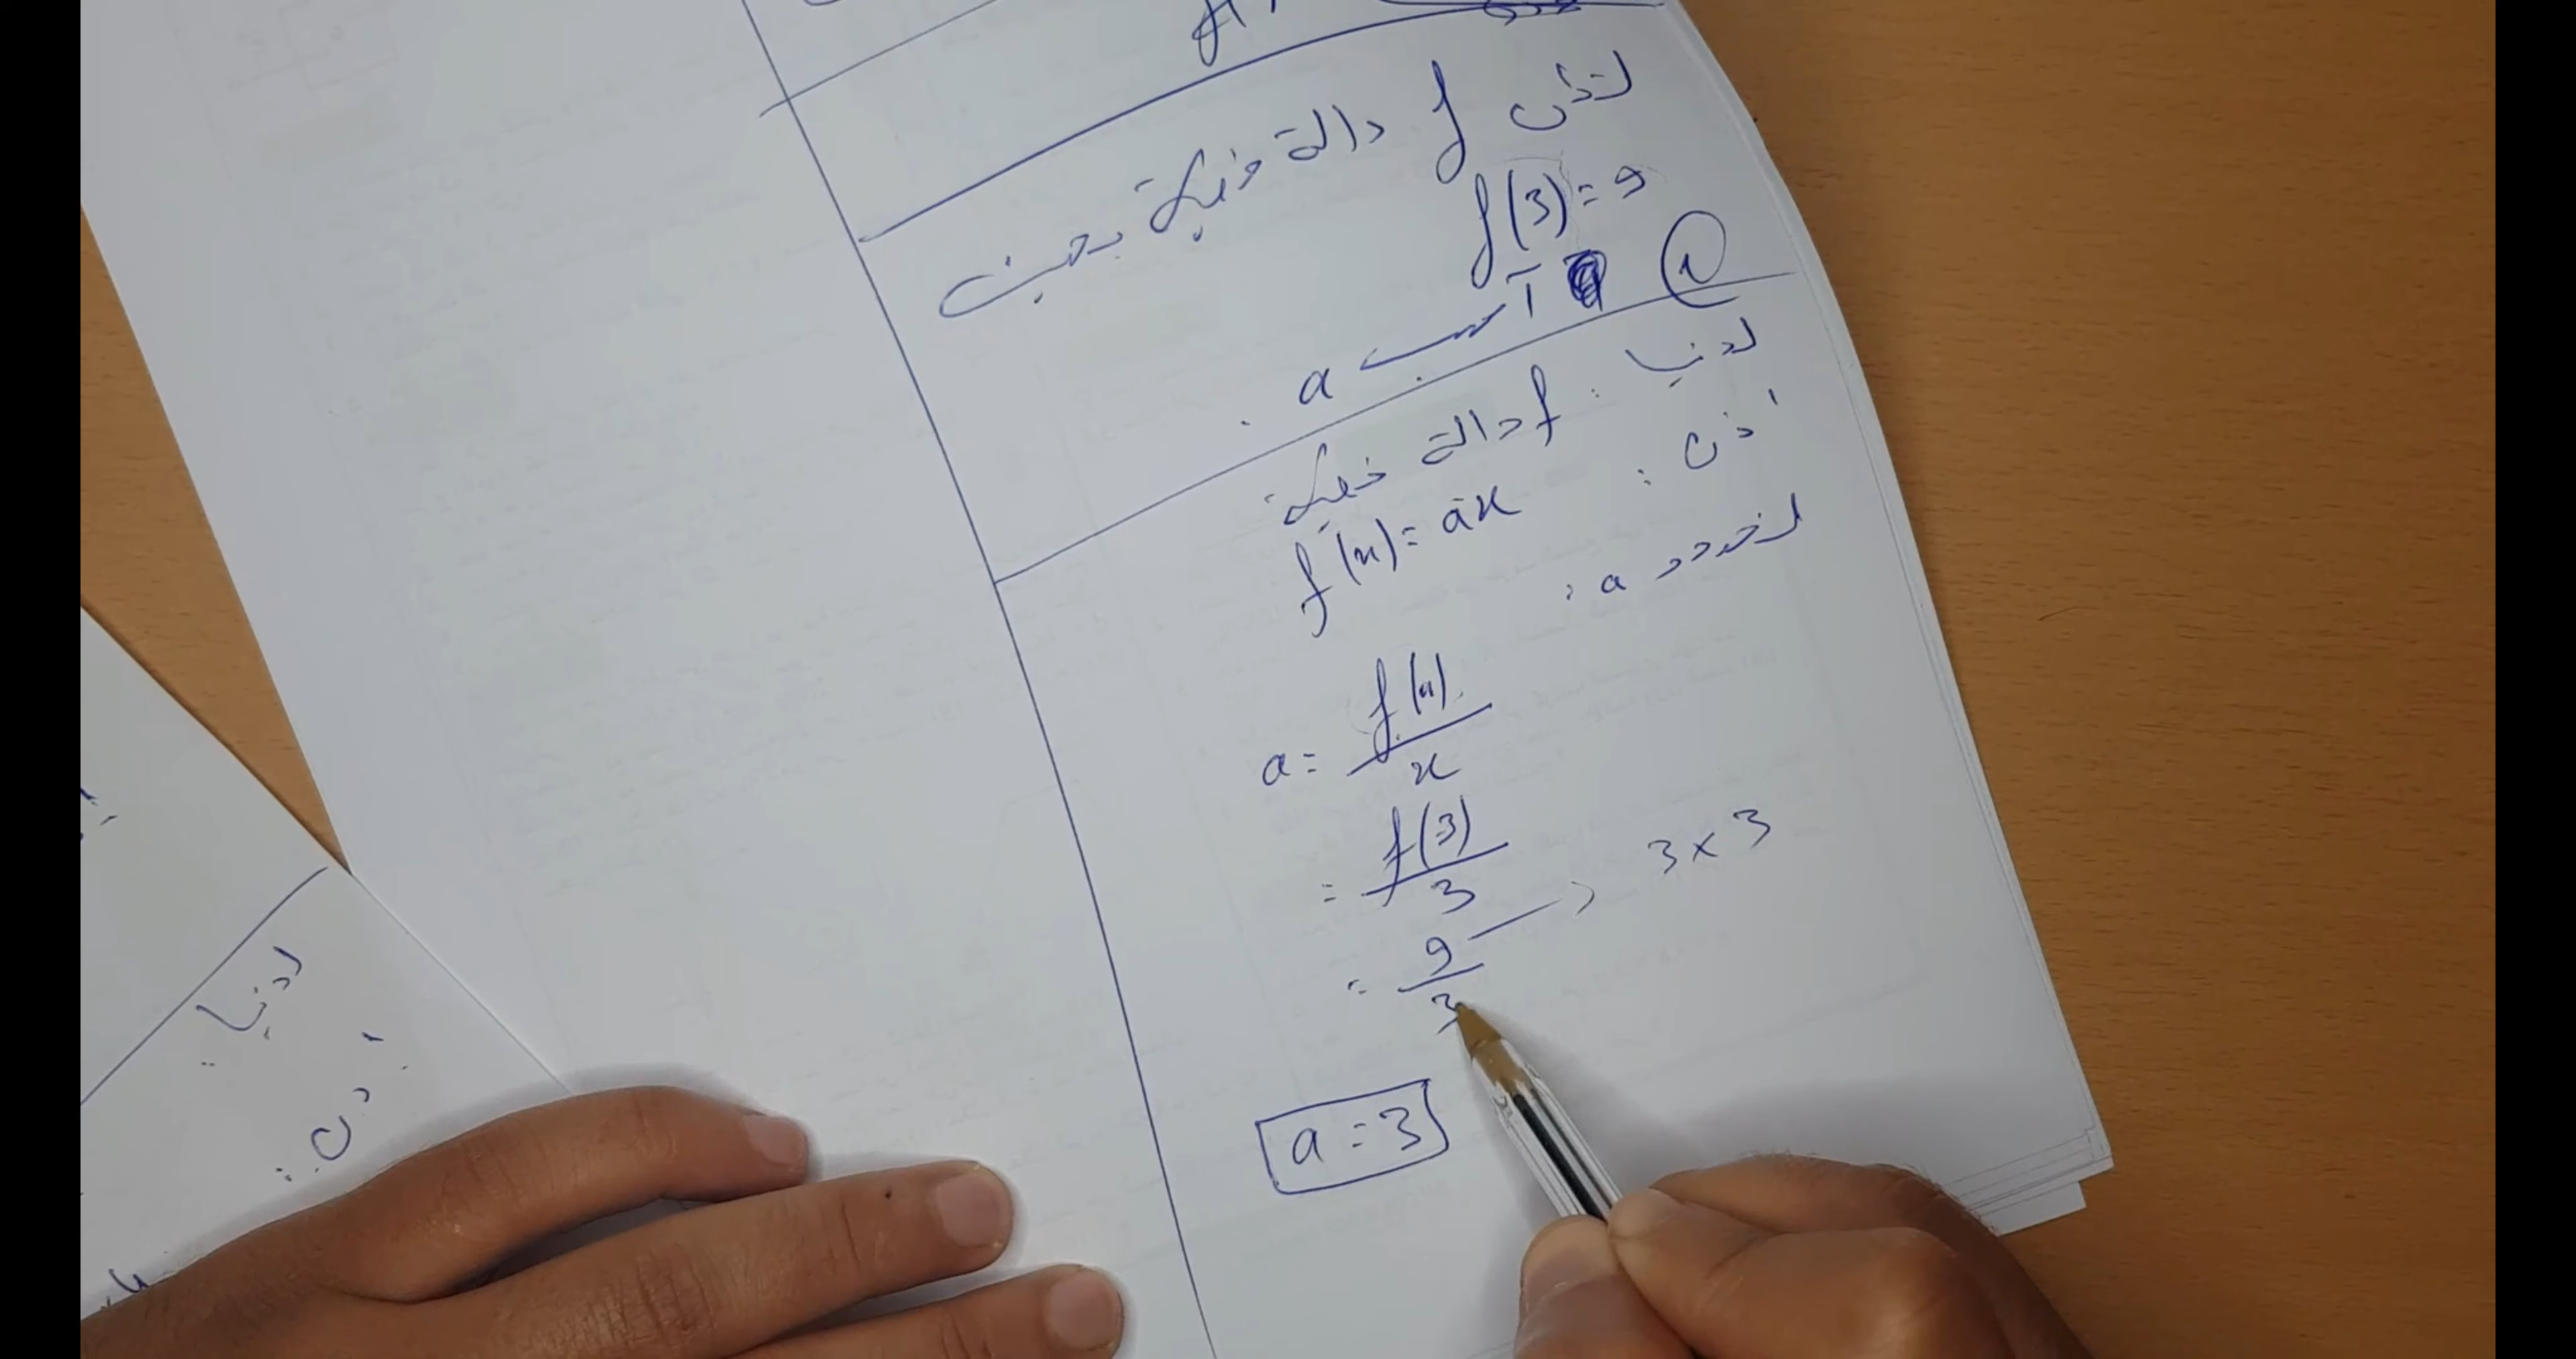 لتكن f دالة خطية بحيث
f(3)=9
① أحسب a.
لدينا: f دالة خطية
إذن: f(x)=ax
لنحدد a:
a = f(x)/x
= f(3)/3
= 9/3 → 3×3
a = 3
لدينا:
إذن: